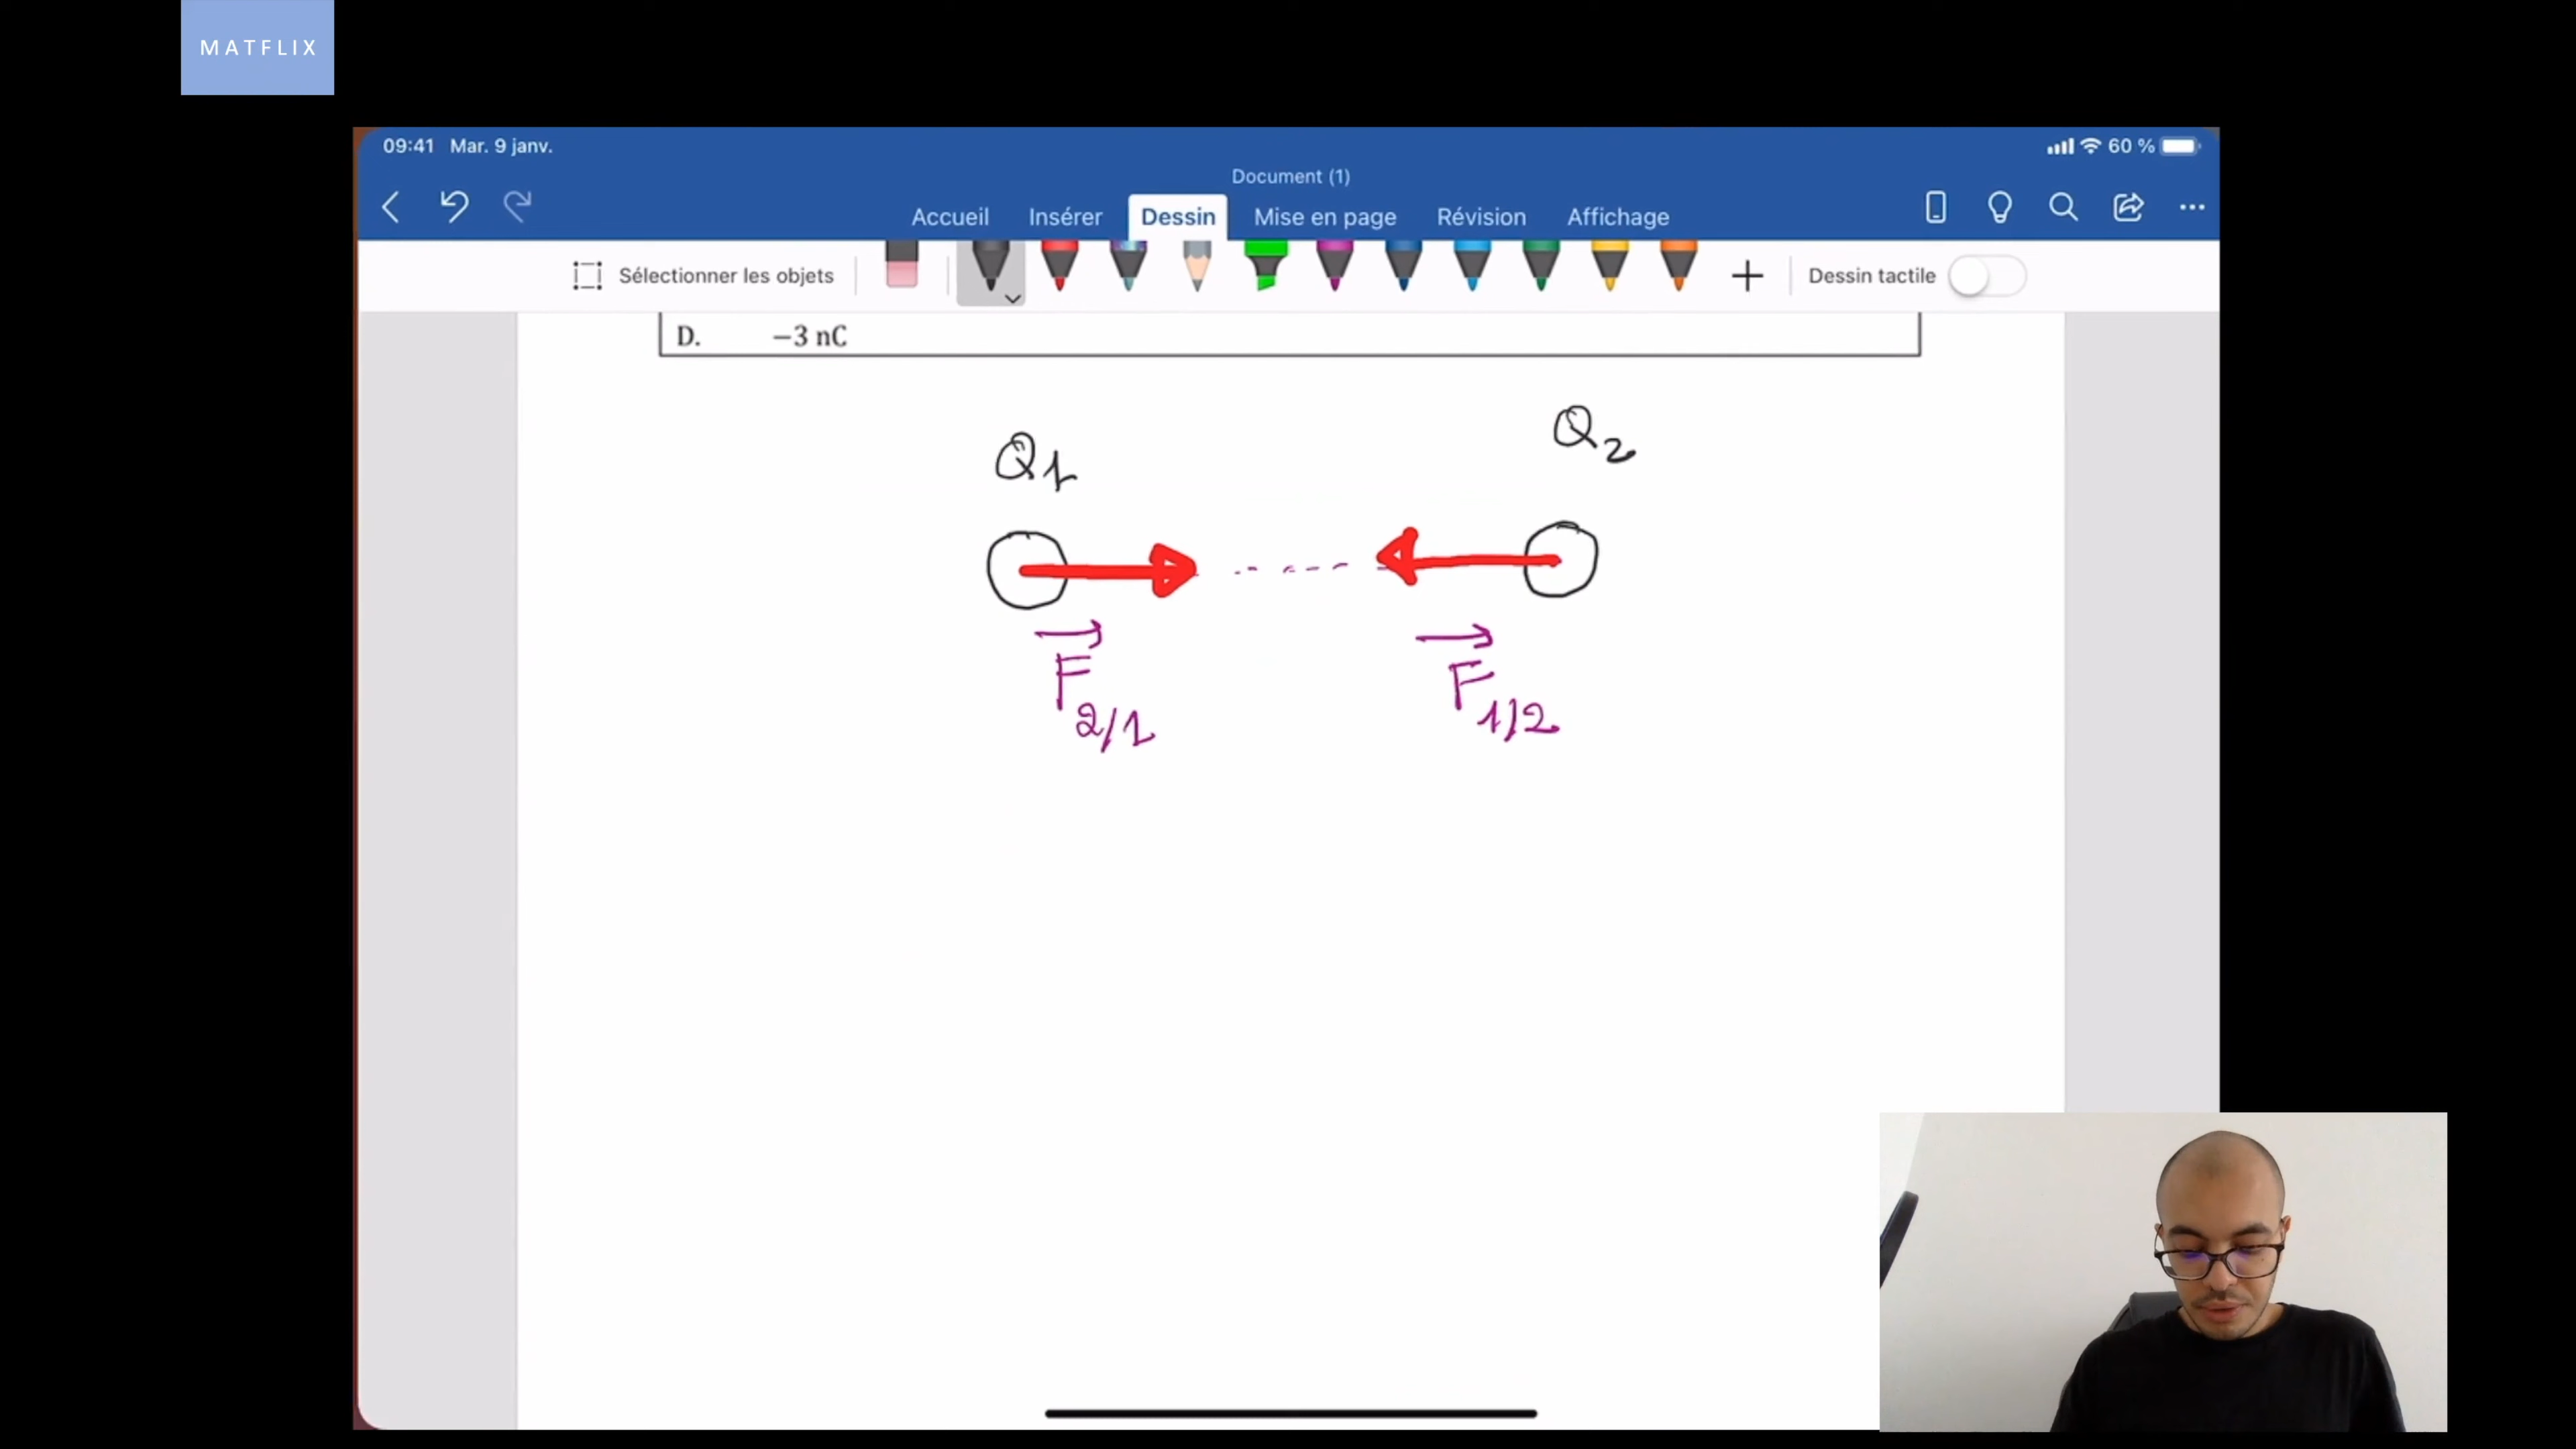 MATFLIX
09:41 Mar. 9 janv.
60 %
Document (1)
Accueil Insérer Dessin Mise en page Révision Affichage
Sélectionner les objets
Dessin tactile
D. −3 nC
Q1 Q2
F2/1 F1/2